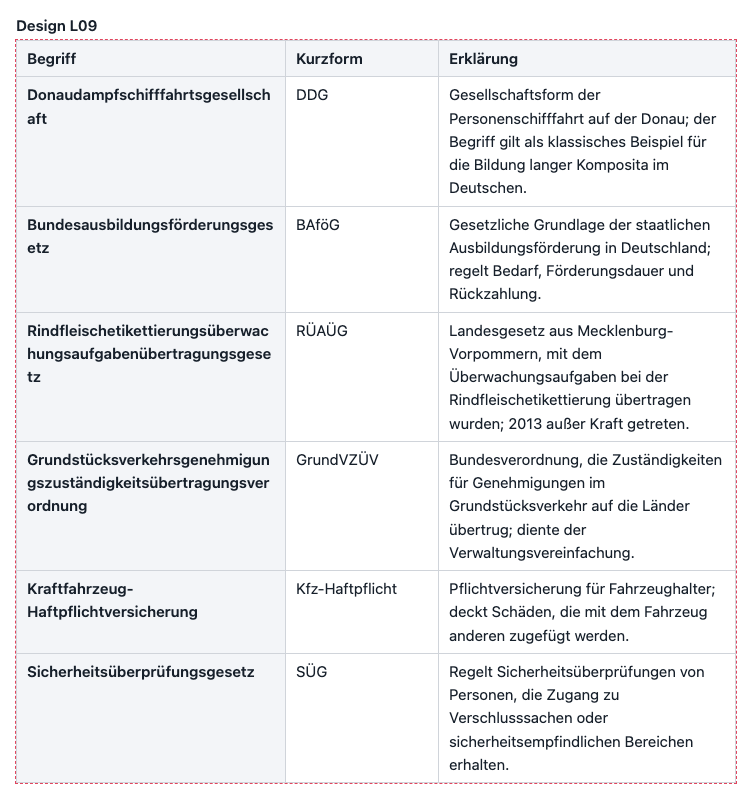 Design L09
Begriff
Kurzform
Erklärung
Donaudampfschifffahrtsgesellsch
aft
DDG
Gesellschaftsform der
Personenschifffahrt auf der Donau; der
Begriff gilt als klassisches Beispiel für
die Bildung langer Komposita im
Deutschen.
Bundesausbildungsförderungsges
etz
BAföG
Gesetzliche Grundlage der staatlichen
Ausbildungsförderung in Deutschland;
regelt Bedarf, Förderungsdauer und
Rückzahlung.
Rindfleischetikettierungsüberwac
hungsaufgabenübertragungsgese
tz
RÜAÜG
Landesgesetz aus Mecklenburg-
Vorpommern, mit dem
Überwachungsaufgaben bei der
Rindfleischetikettierung übertragen
wurden; 2013 außer Kraft getreten.
Grundstücksverkehrsgenehmigun
gszuständigkeitsübertragungsver
ordnung
GrundVZÜV
Bundesverordnung, die Zuständigkeiten
für Genehmigungen im
Grundstücksverkehr auf die Länder
übertrug; diente der
Verwaltungsvereinfachung.
Kraftfahrzeug-
Haftpflichtversicherung
Kfz-Haftpflicht
Pflichtversicherung für Fahrzeughalter;
deckt Schäden, die mit dem Fahrzeug
anderen zugefügt werden.
Sicherheitsüberprüfungsgesetz
SÜG
Regelt Sicherheitsüberprüfungen von
Personen, die Zugang zu
Verschlusssachen oder
sicherheitsempfindlichen Bereichen
erhalten.